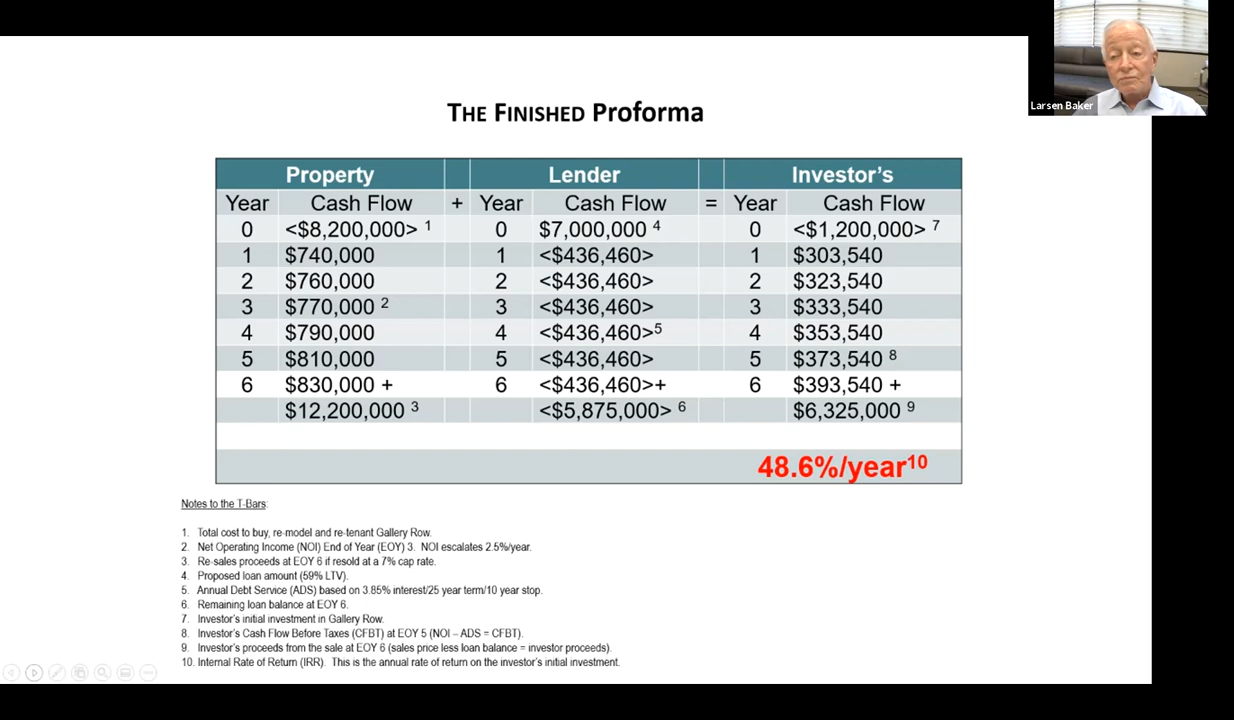 Larsen Baker
THE FINISHED Proforma
Property Lender Investor's
Year Cash Flow + Year Cash Flow = Year Cash Flow
0 <$8,200,000> 1 0 $7,000,000 4 0 <$1,200,000> 7
1 $740,000 1 <$436,460> 1 $303,540
2 $760,000 2 <$436,460> 2 $323,540
3 $770,000 2 3 <$436,460> 3 $333,540
4 $790,000 4 <$436,460>5 4 $353,540
5 $810,000 5 <$436,460> 5 $373,540 8
6 $830,000 + 6 <$436,460>+ 6 $393,540 +
$12,200,000 3 <$5,875,000> 6 $6,325,000 9
48.6%/year10
Notes to the T-Bars:
1. Total cost to buy, re-model and re-tenant Gallery Row.
2. Net Operating Income (NOI) End of Year (EOY) 3. NOI escalates 2.5%/year.
3. Re-sales proceeds at EOY 6 if resold at a 7% cap rate.
4. Proposed loan amount (59% LTV).
5. Annual Debt Service (ADS) based on 3.85% interest/25 year term/10 year stop.
6. Remaining loan balance at EOY 6.
7. Investor's initial investment in Gallery Row.
8. Investor's Cash Flow Before Taxes (CFBT) at EOY 5 (NOI – ADS = CFBT).
9. Investor's proceeds from the sale at EOY 6 (sales price less loan balance = investor proceeds).
10. Internal Rate of Return (IRR). This is the annual rate of return on the investor's initial investment.